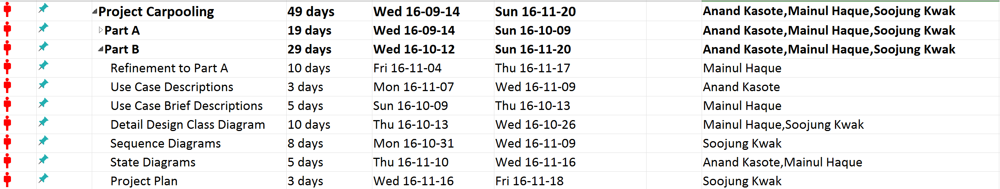 Project Carpooling 49 days Wed 16-09-14 Sun 16-11-20 Anand Kasote,Mainul Haque,Soojung Kwak
Part A 19 days Wed 16-09-14 Sun 16-10-09 Anand Kasote,Mainul Haque,Soojung Kwak
Part B 29 days Wed 16-10-12 Sun 16-11-20 Anand Kasote,Mainul Haque,Soojung Kwak
Refinement to Part A 10 days Fri 16-11-04 Thu 16-11-17 Mainul Haque
Use Case Descriptions 3 days Mon 16-11-07 Wed 16-11-09 Anand Kasote
Use Case Brief Descriptions 5 days Sun 16-10-09 Thu 16-10-13 Mainul Haque
Detail Design Class Diagram 10 days Thu 16-10-13 Wed 16-10-26 Mainul Haque,Soojung Kwak
Sequence Diagrams 8 days Mon 16-10-31 Wed 16-11-09 Soojung Kwak
State Diagrams 5 days Thu 16-11-10 Wed 16-11-16 Anand Kasote,Mainul Haque
Project Plan 3 days Wed 16-11-16 Fri 16-11-18 Soojung Kwak